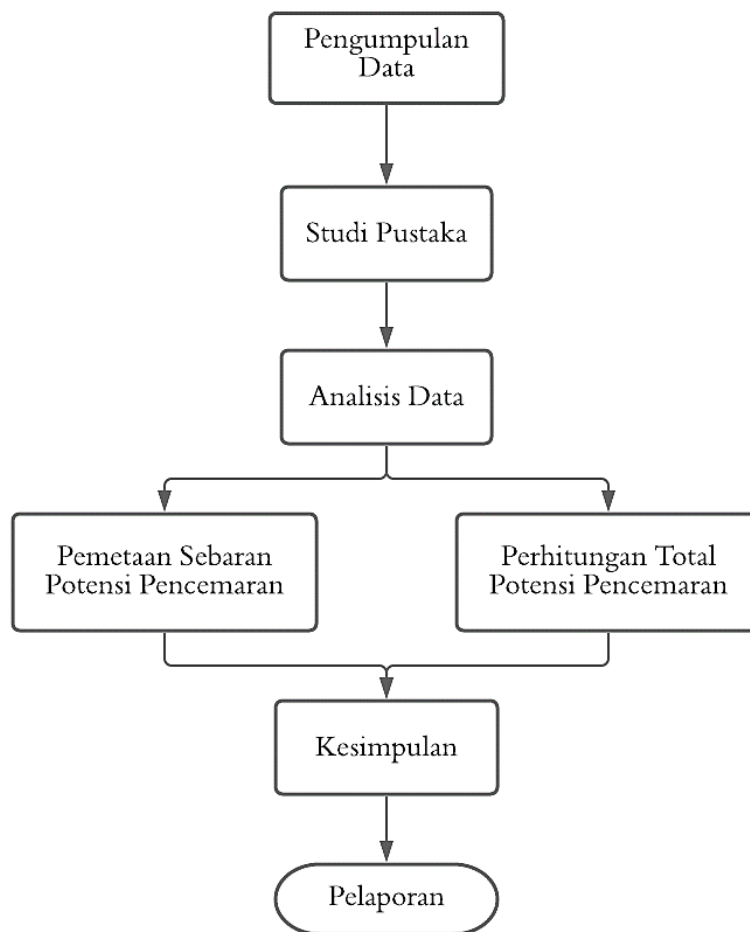 Pengumpulan
Data
Studi Pustaka
Analisis Data
Pemetaan Sebaran
Potensi Pencemaran
Perhitungan Total
Potensi Pencemaran
Kesimpulan
Pelaporan